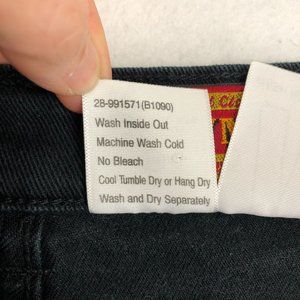 28-991571(B1090)
Wash Inside Out
Machine Wash Cold
No Bleach
Cool Tumble Dry or Hang Dry
Wash and Dry Separately